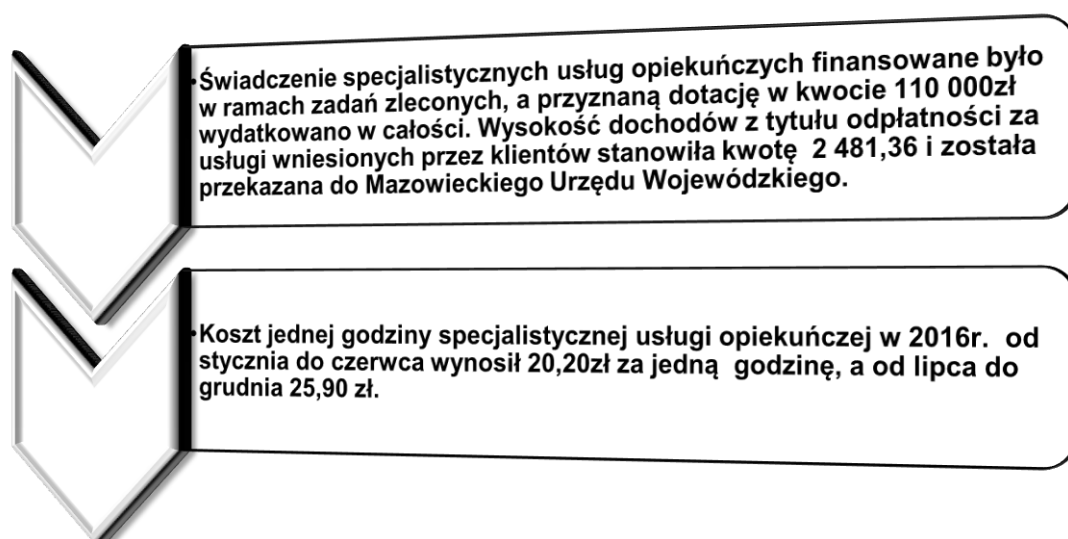 •Świadczenie specjalistycznych usług opiekuńczych finansowane było
w ramach zadań zleconych, a przyznaną dotację w kwocie 110 000zł
wydatkowano w całości. Wysokość dochodów z tytułu odpłatności za
usługi wniesionych przez klientów stanowiła kwotę  2 481,36 i została
przekazana do Mazowieckiego Urzędu Wojewódzkiego.
•Koszt jednej godziny specjalistycznej usługi opiekuńczej w 2016r.  od
stycznia do czerwca wynosił 20,20zł za jedną  godzinę, a od lipca do
grudnia 25,90 zł.